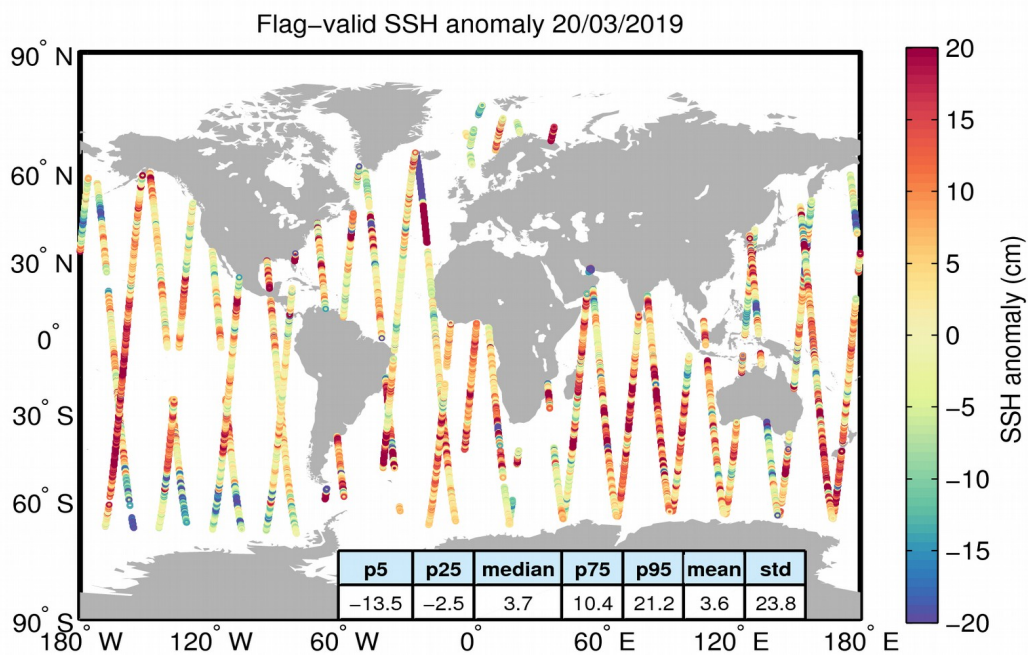 Flag−valid SSH anomaly 20/03/2019
90° N
60° N
30° N
0°
30° S
60° S
90° S
180° W
120° W
60° W
0°
60° E
120° E
180° E
p5 p25 median p75 p95 mean std
−13.5 −2.5 3.7 10.4 21.2 3.6 23.8
20
15
10
5
0
−5
−10
−15
−20
SSH anomaly (cm)